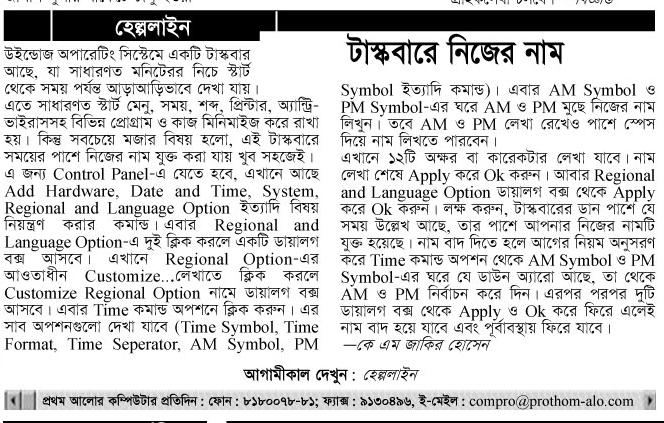 হেল্পলাইন
টাস্কবারে নিজের নাম
উইন্ডোজ অপারেটিং সিস্টেমে একটি টাস্কবার
আছে, যা সাধারণত মনিটরের নিচে স্টার্ট
থেকে সময় পর্যন্ত আড়াআড়িভাবে দেখা যায়।
এতে সাধারণত স্টার্ট মেনু, সময়, শব্দ, প্রিন্টার, অ্যান্টি-
ভাইরাসসহ বিভিন্ন প্রোগ্রাম ও কাজ মিনিমাইজ করে রাখা
হয়। কিন্তু সবচেয়ে মজার বিষয় হলো, এই টাস্কবারে
সময়ের পাশে নিজের নাম যুক্ত করা যায় খুব সহজেই।
এ জন্য Control Panel-এ যেতে হবে, এখানে আছে
Add Hardware, Date and Time, System,
Regional and Language Option ইত্যাদি বিষয়
নিয়ন্ত্রণ করার কমান্ড। এবার Regional and
Language Option-এ দুই ক্লিক করলে একটি ডায়ালগ
বক্স আসবে। এখানে Regional Option-এর
আওতাধীন Customize...লেখাতে ক্লিক করলে
Customize Regional Option নামে ডায়ালগ বক্স
আসবে। এবার Time কমান্ড অপশনে ক্লিক করুন। এর
সাব অপশনগুলো দেখা যাবে (Time Symbol, Time
Format, Time Seperator, AM Symbol, PM
Symbol ইত্যাদি কমান্ড)। এবার AM Symbol ও
PM Symbol-এর ঘরে AM ও PM মুছে নিজের নাম
লিখুন। তবে AM ও PM লেখা রেখেও পাশে স্পেস
দিয়ে নাম লিখতে পারবেন।
এখানে ১২টি অক্ষর বা কারেকটার লেখা যাবে। নাম
লেখা শেষে Apply করে Ok করুন। আবার Regional
and Language Option ডায়ালগ বক্স থেকে Apply
করে Ok করুন। লক্ষ করুন, টাস্কবারের ডান পাশে যে
সময় উল্লেখ আছে, তার পাশে আপনার নিজের নামটি
যুক্ত হয়েছে। নাম বাদ দিতে হলে আগের নিয়ম অনুসরণ
করে Time কমান্ড অপশন থেকে AM Symbol ও PM
Symbol-এর ঘরে যে ডাউন অ্যারো আছে, তা থেকে
AM ও PM নির্বাচন করে দিন। এরপর পরপর দুটি
ডায়ালগ বক্স থেকে Apply ও Ok করে ফিরে এলেই
নাম বাদ হয়ে যাবে এবং পূর্বাবস্থায় ফিরে যাবে।
—কে এম জাকির হোসেন
আগামীকাল দেখুন : হেল্পলাইন
প্রথম আলোর কম্পিউটার প্রতিদিন : ফোন : ৮১৮০০৭৮-৮১; ফ্যাক্স : ৯১৩০৪৯৬, ই-মেইল : compro@prothom-alo.com